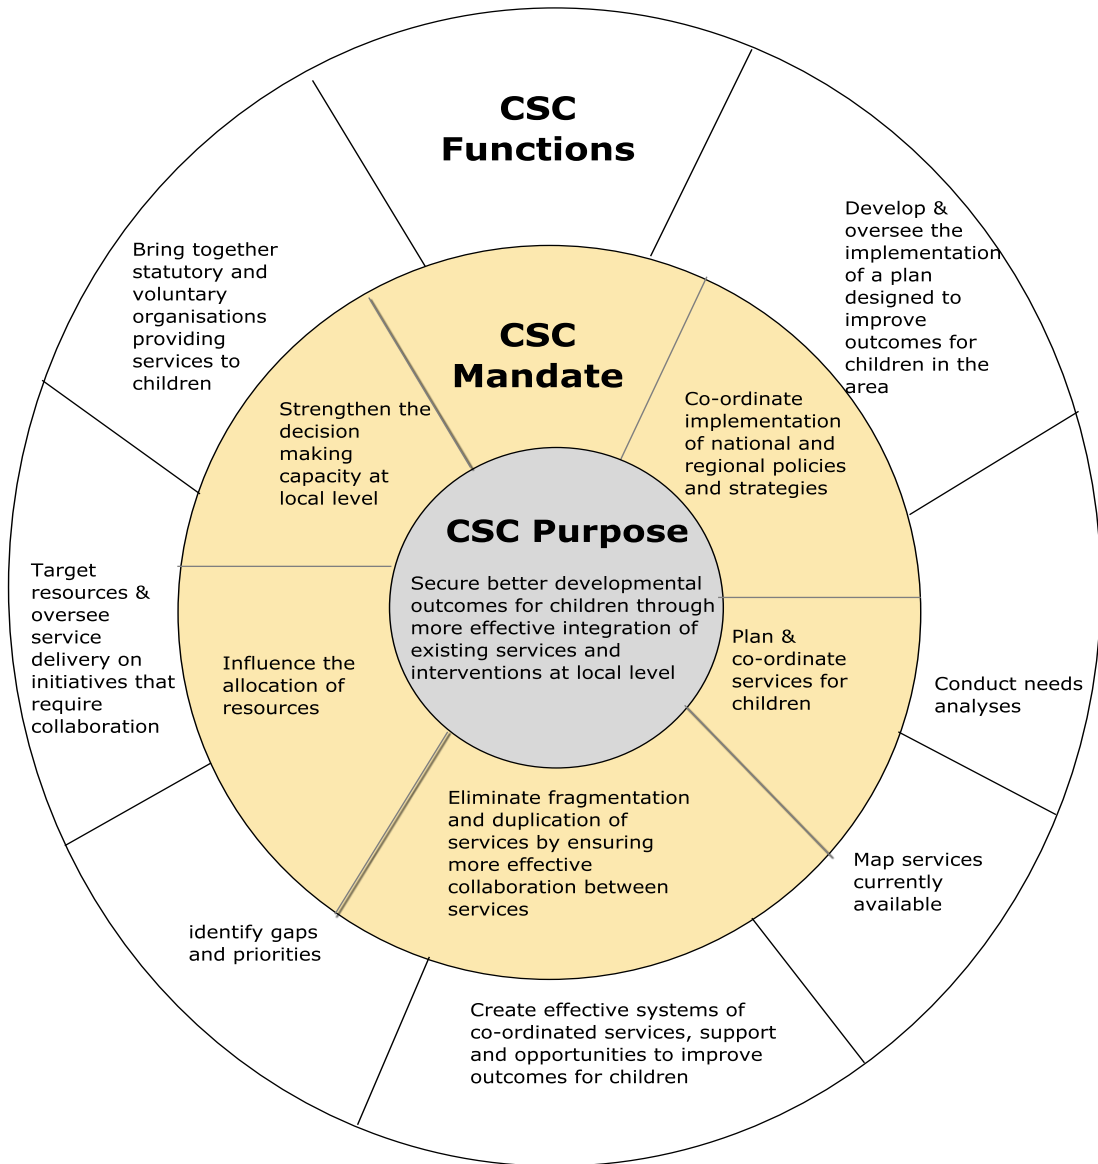 CSC
Functions
Develop &
oversee the
implementation
of a plan
designed to
improve
outcomes for
children in the
area
Conduct needs
analyses
Map services
currently
available
Create effective systems of
co-ordinated services, support
and opportunities to improve
outcomes for children
identify gaps
and priorities
Target
resources &
oversee
service
delivery on
initiatives that
require
collaboration
Bring together
statutory and
voluntary
organisations
providing
services to
children
CSC
Mandate
Co-ordinate
implementation
of national and
regional policies
and strategies
Plan &
co-ordinate
services for
children
Eliminate fragmentation
and duplication of
services by ensuring
more effective
collaboration between
services
Influence the
allocation of
resources
Strengthen the
decision
making
capacity at
local level
CSC Purpose
Secure better developmental
outcomes for children through
more effective integration of
existing services and
interventions at local level